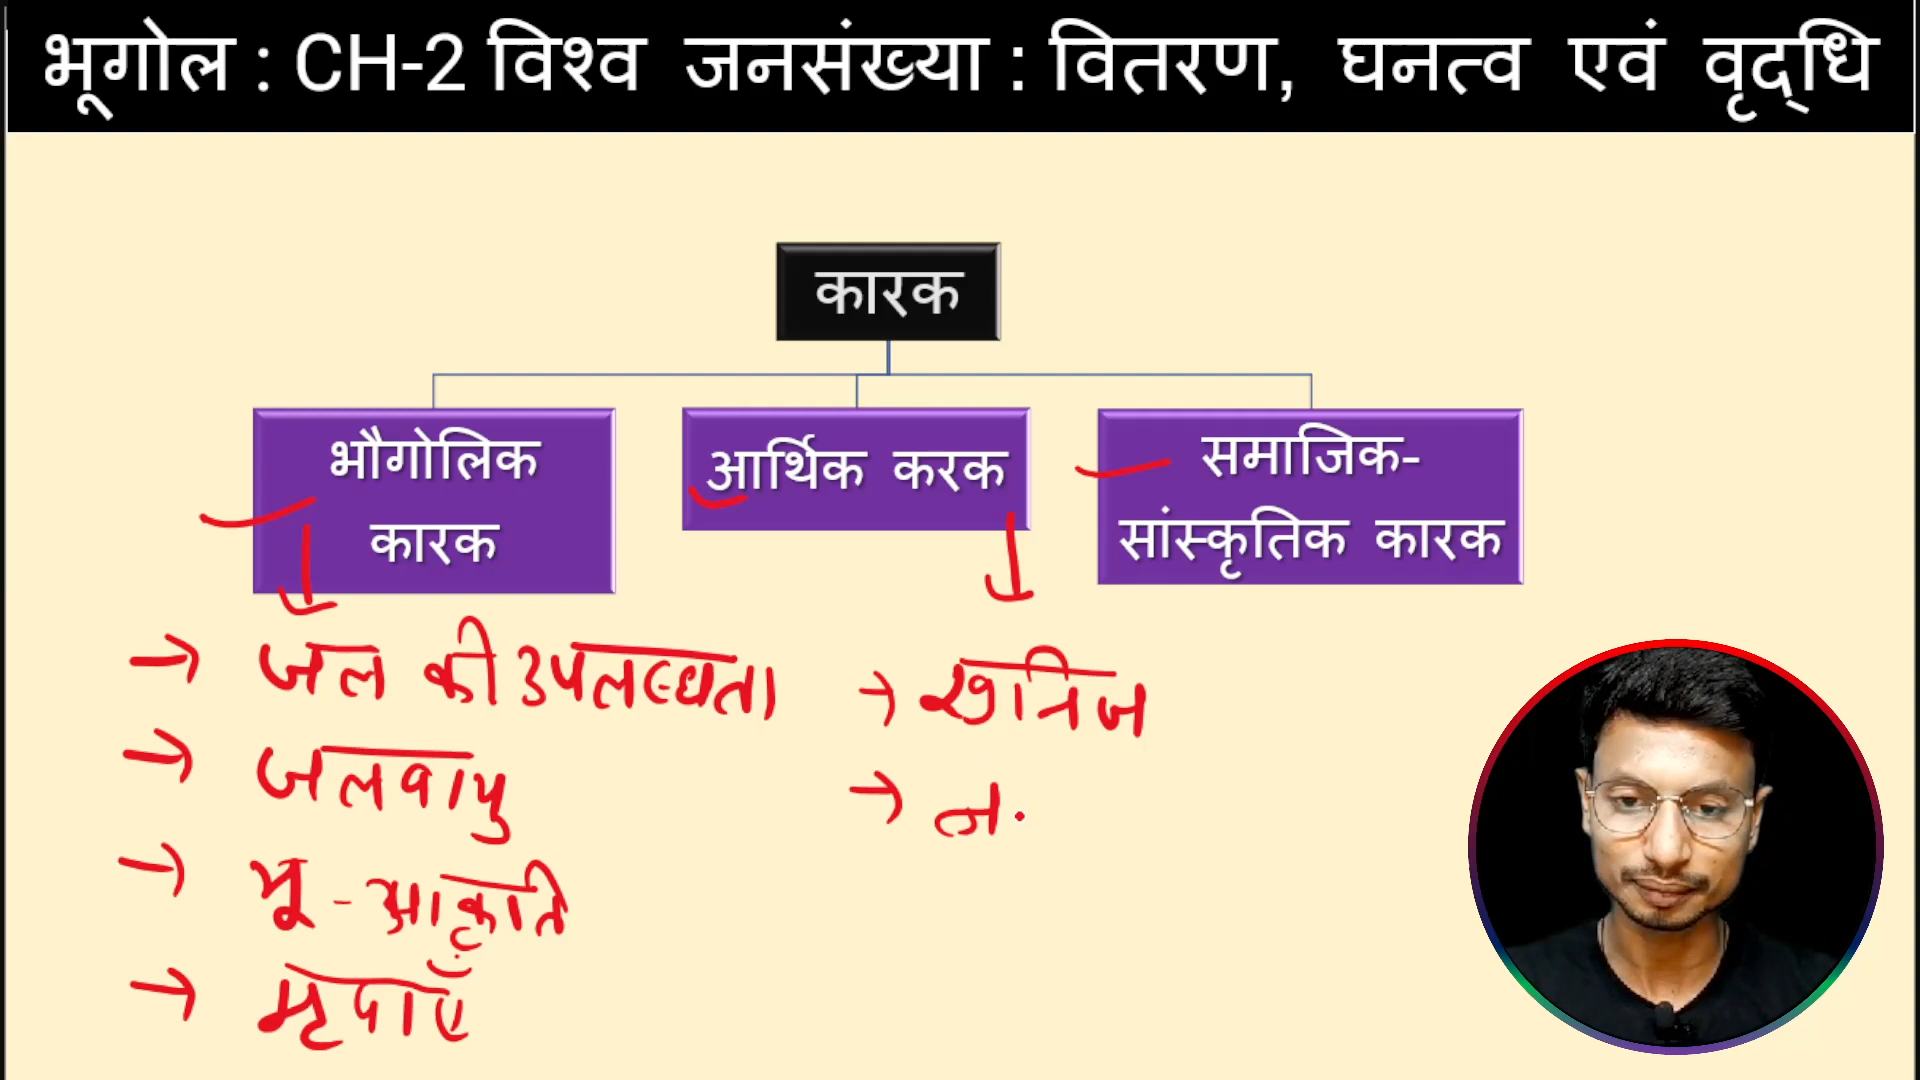 भूगोल : CH-2 विश्व जनसंख्या : वितरण, घनत्व एवं वृद्‌धि
कारक
भौगोलिक
कारक
आर्थिक करक
समाजिक-
सांस्कृतिक कारक
→ जल की उपलब्धता
→ जलवायु
→ भू-आकृति
→ मृदाएं
→ खनिज
→ न.